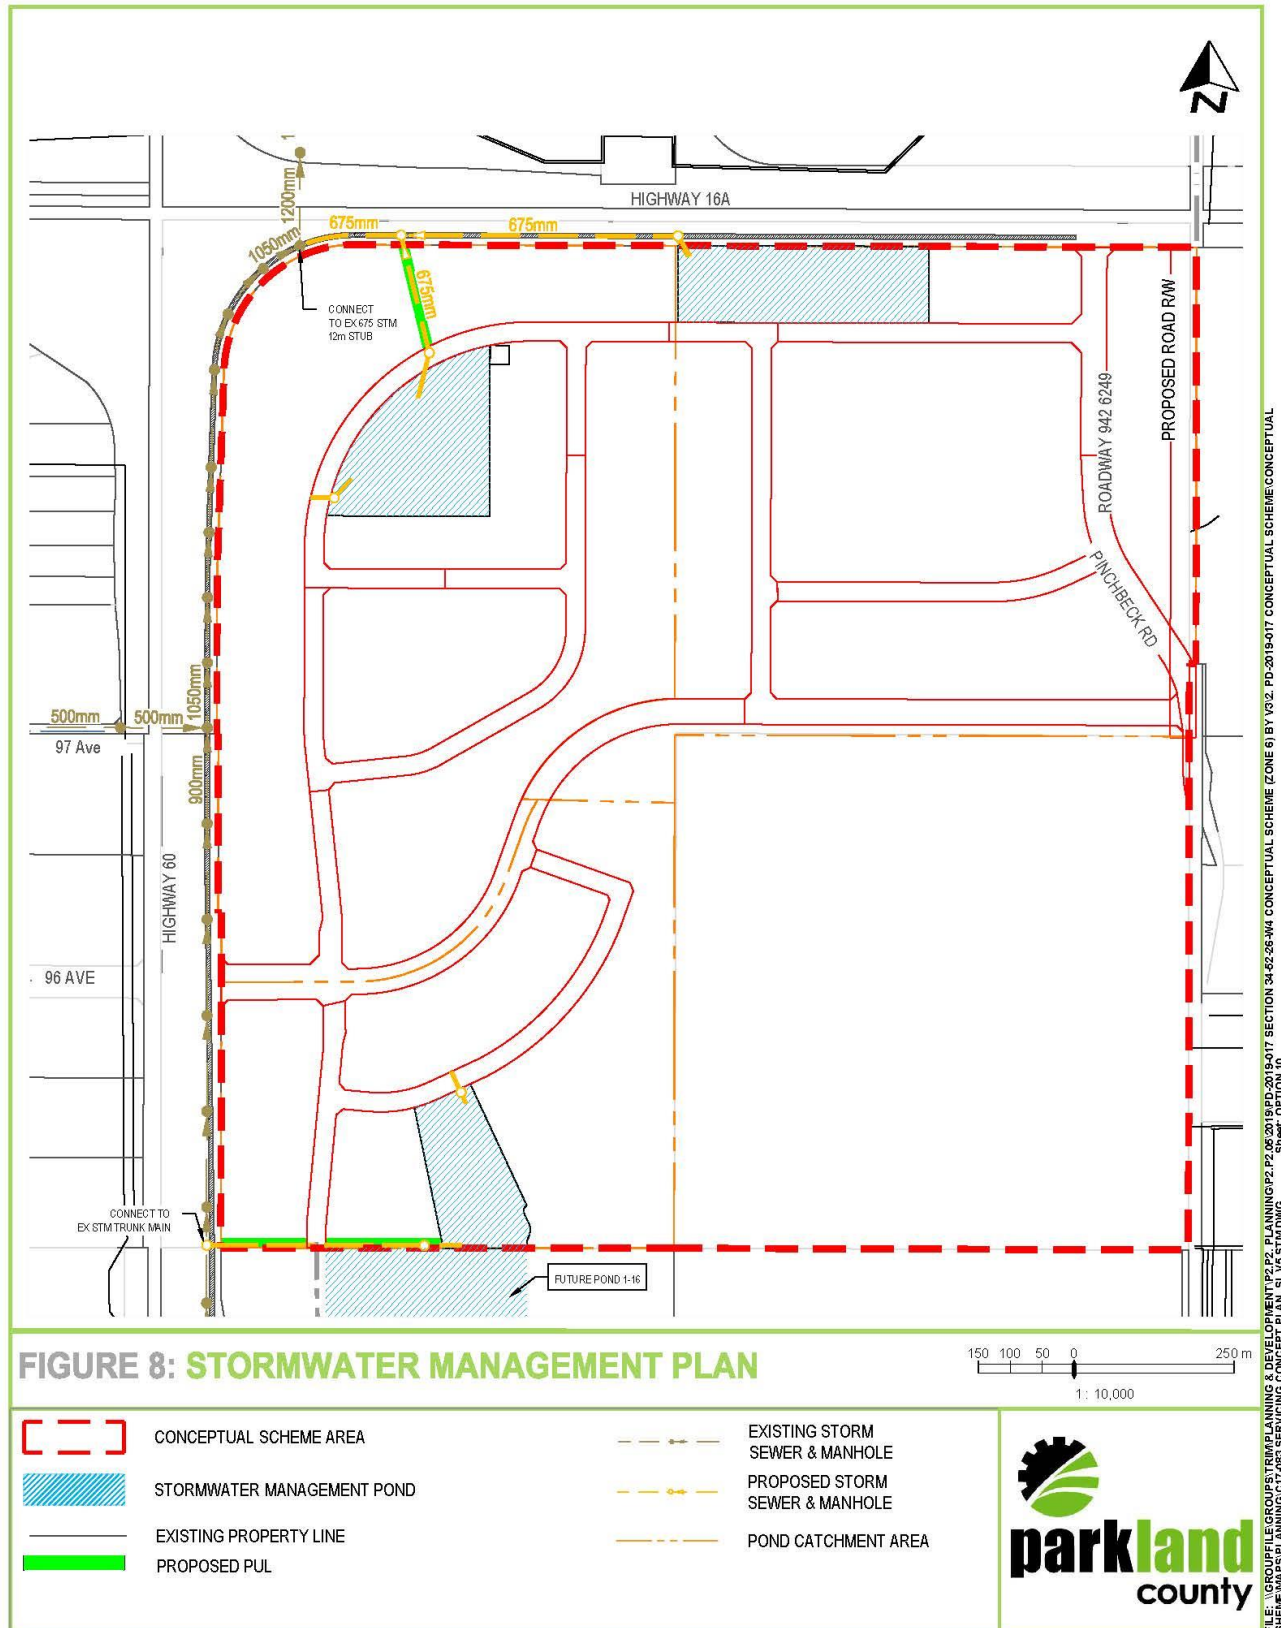 N
HIGHWAY 16A
1200mm
675mm
675mm
1050mm
675mm
CONNECT
TO EX 675 STM
12m STUB
PROPOSED ROAD R/W
ROADWAY 942 6249
PINCHBECK RD
1050mm
500mm
500mm
97 Ave
900mm
HIGHWAY 60
96 AVE
CONNECT TO
EX STM TRUNK MAIN
FUTURE POND 1-16
FIGURE 8: STORMWATER MANAGEMENT PLAN
150 100 50 0 250 m
1 : 10,000
CONCEPTUAL SCHEME AREA
STORMWATER MANAGEMENT POND
EXISTING PROPERTY LINE
PROPOSED PUL
EXISTING STORM
SEWER & MANHOLE
PROPOSED STORM
SEWER & MANHOLE
POND CATCHMENT AREA
parkland
county